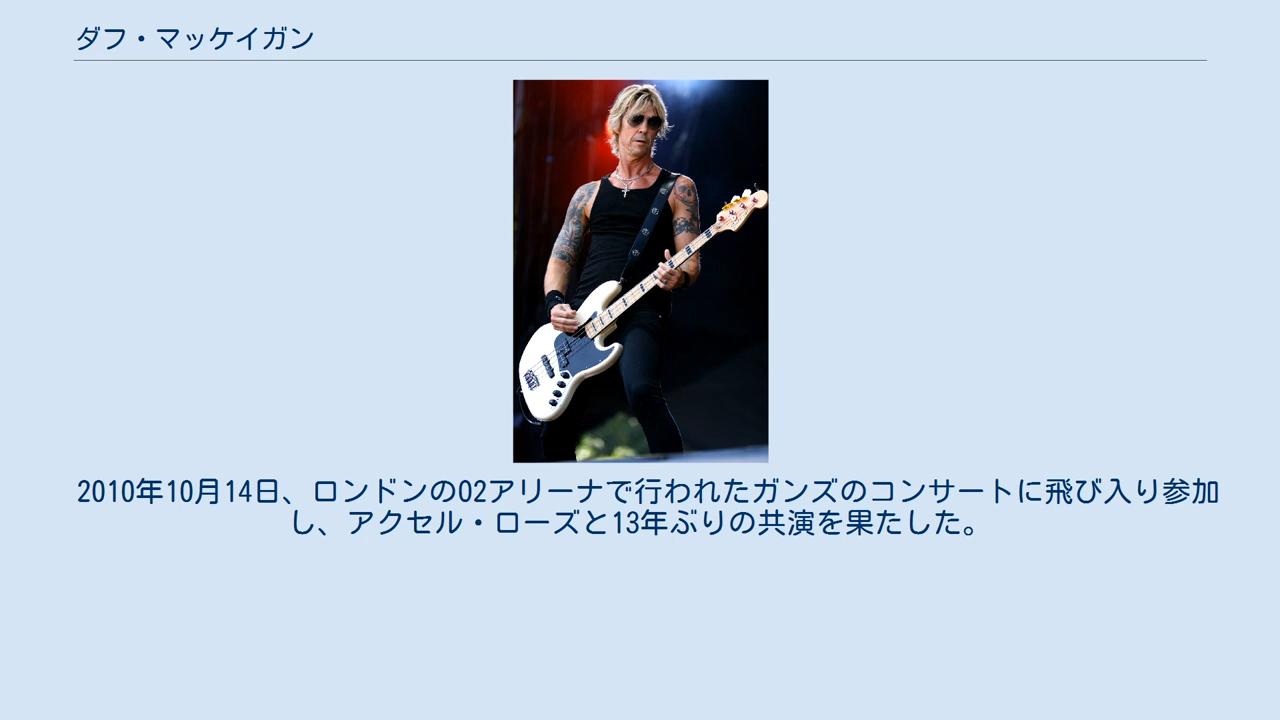 ダフ・マッケイガン
2010年10月14日、ロンドンのO2アリーナで行われたガンズのコンサートに飛び入り参加
し、アクセル・ローズと13年ぶりの共演を果たした。